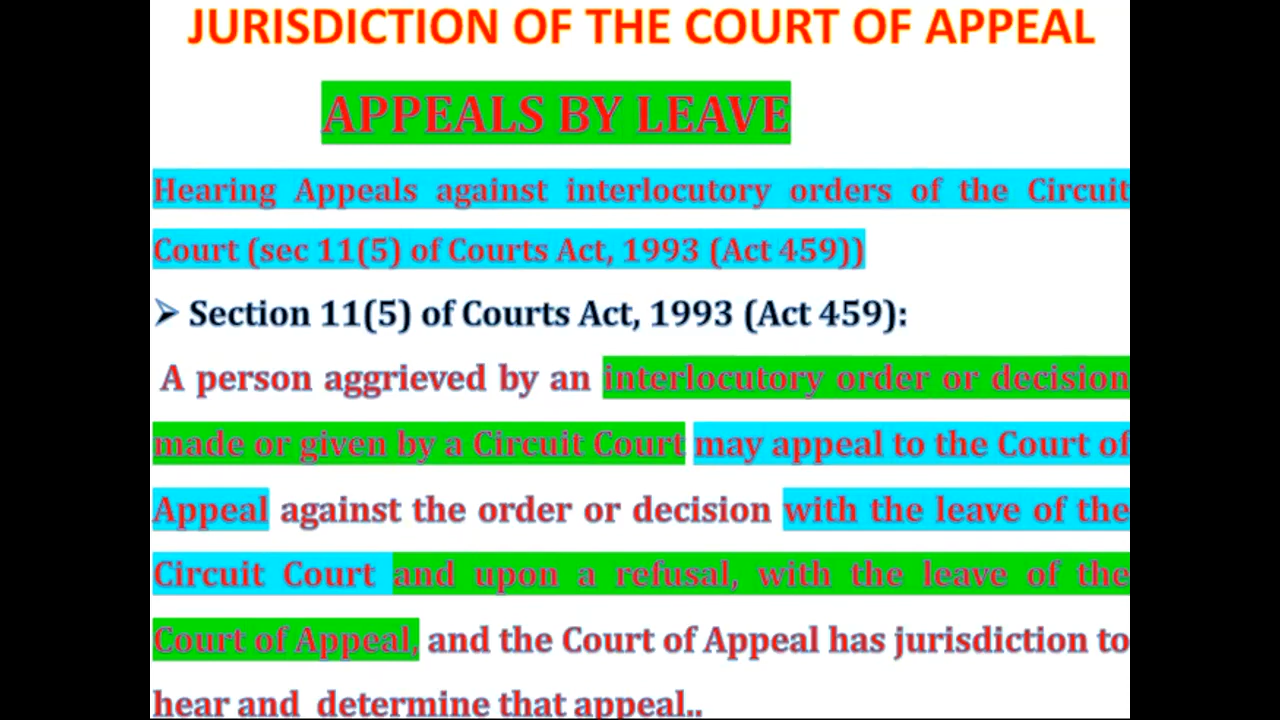 JURISDICTION OF THE COURT OF APPEAL
APPEALS BY LEAVE
Hearing Appeals against interlocutory orders of the Circuit
Court (sec 11(5) of Courts Act, 1993 (Act 459))
➢ Section 11(5) of Courts Act, 1993 (Act 459):
A person aggrieved by an interlocutory order or decision
made or given by a Circuit Court may appeal to the Court of
Appeal against the order or decision with the leave of the
Circuit Court and upon a refusal, with the leave of the
Court of Appeal, and the Court of Appeal has jurisdiction to
hear and determine that appeal..